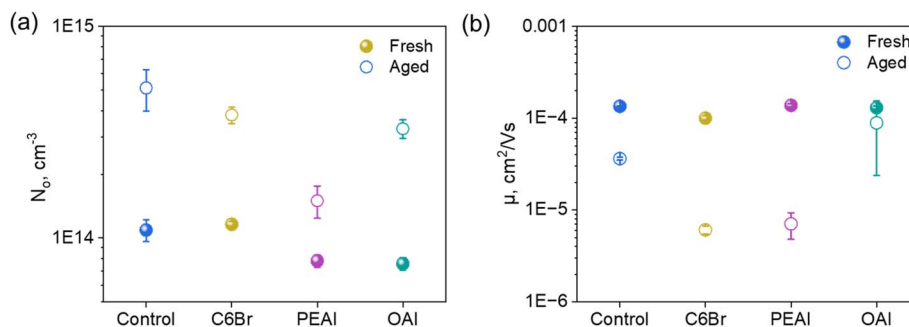 (a)
1E15
Fresh
Aged
N₀, cm⁻³
1E14
Control C6Br PEAI OAI
(b)
0.001
Fresh
Aged
1E-4
µ, cm²/Vs
1E-5
1E-6
Control C6Br PEAI OAI